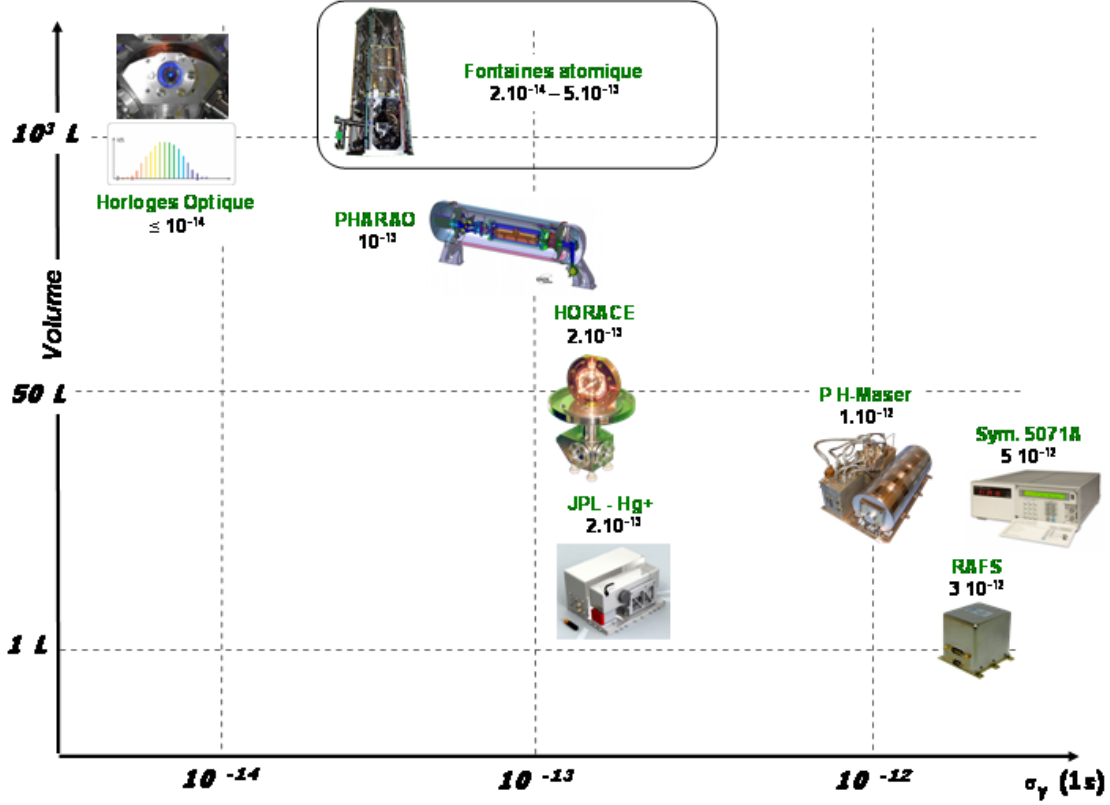 Fontaines atomique
2.10⁻¹⁴ – 5.10⁻¹³
10³ L
Horloges Optique
≤ 10⁻¹⁴
PHARAO
10⁻¹³
Volume
HORACE
2.10⁻¹³
50 L
P H-Maser
1.10⁻¹²
Sym. 5071A
5 10⁻¹²
JPL - Hg+
2.10⁻¹³
RAFS
3 10⁻¹²
1 L
10 ⁻¹⁴
10 ⁻¹³
10 ⁻¹²
σᵧ (1s)